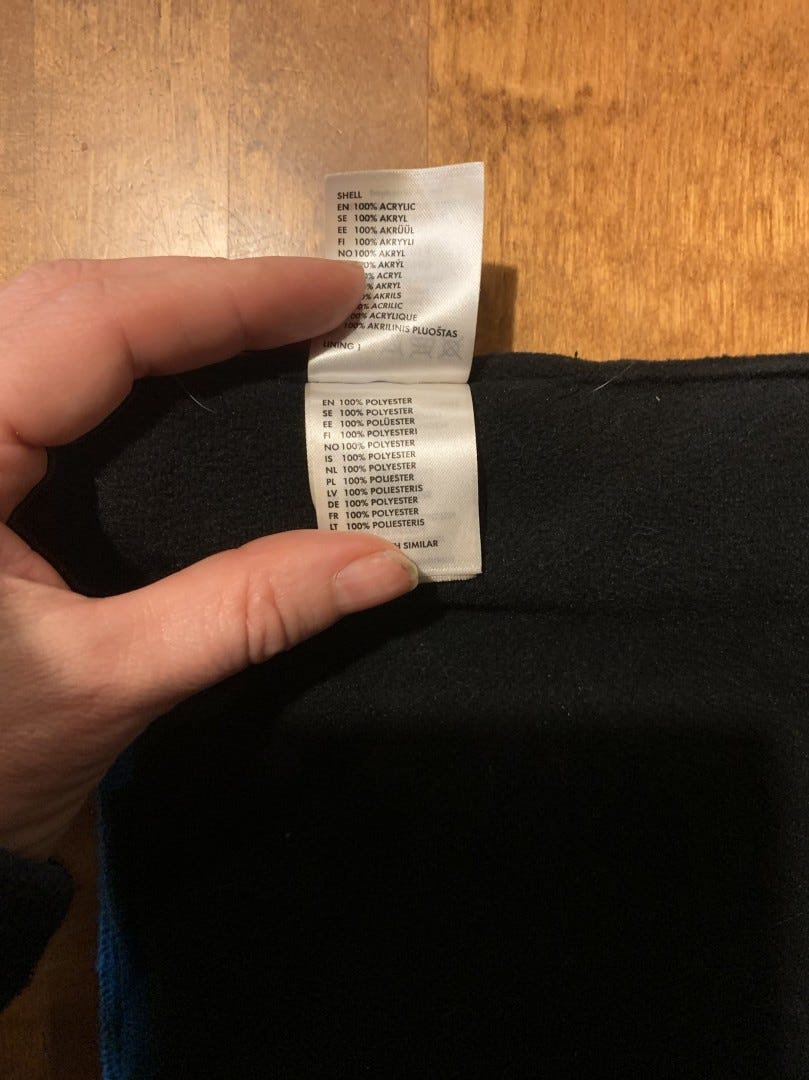 SHELL
EN 100% ACRYLIC
SE 100% AKRYL
EE 100% AKRÜÜL
FI 100% AKRYYLI
NO 100% AKRYL
AKRÝL
ACRYL
AKRYL
AKRILS
ACRILIC
ACRYLIQUE
100% AKRILINIS PLUOŠTAS
LINING 1
EN 100% POLYESTER
SE 100% POLYESTER
EE 100% POLÜESTER
FI 100% POLYESTERI
NO 100% POLYESTER
IS 100% POLYESTER
NL 100% POLYESTER
PL 100% POLIESTER
LV 100% POLIESTERIS
DE 100% POLYESTER
FR 100% POLYESTER
LT 100% POLIESTERIS
SIMILAR